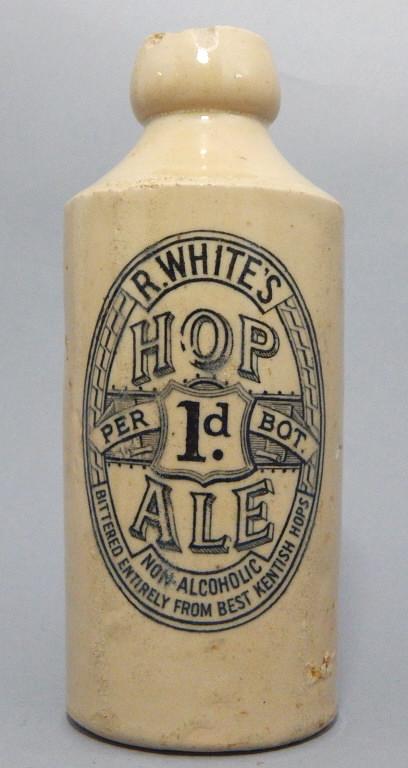 R. WHITE'S
HOP
PER 1d. BOT.
ALE
NON-ALCOHOLIC
BITTERED ENTIRELY FROM BEST KENTISH HOPS